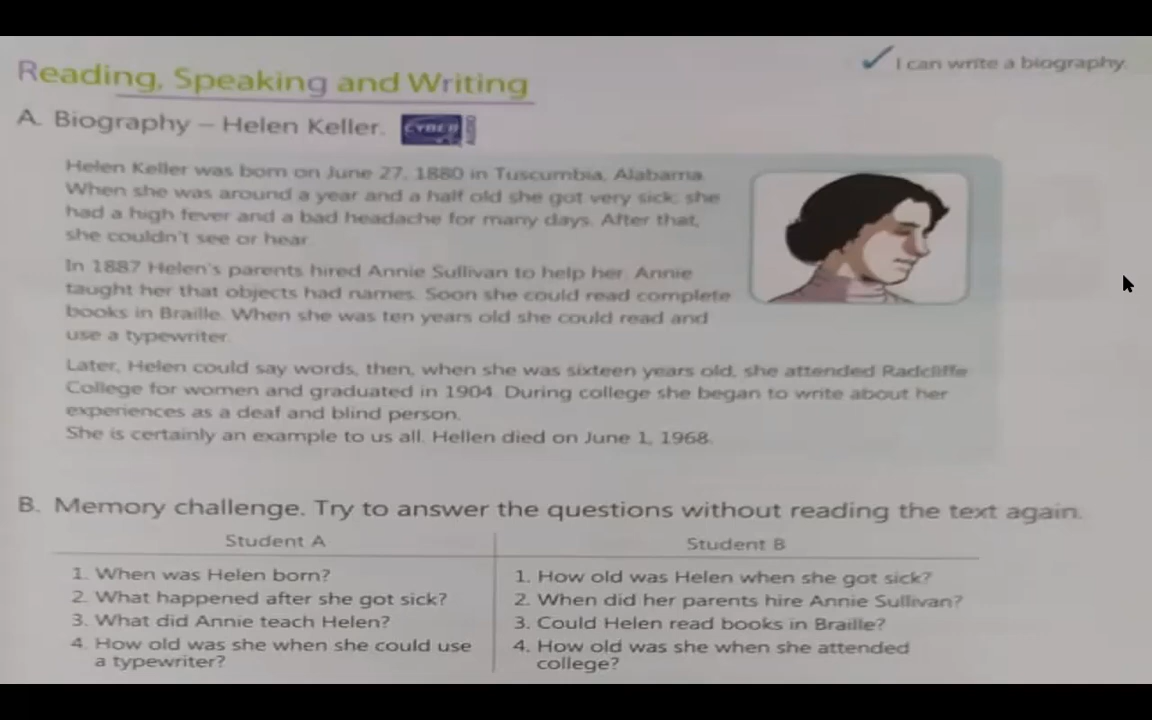 ✓ I can write a biography.
Reading, Speaking and Writing
A. Biography – Helen Keller.
CYBER AUDIO
Helen Keller was born on June 27, 1880 in Tuscumbia, Alabama.
When she was around a year and a half old she got very sick; she
had a high fever and a bad headache for many days. After that,
she couldn't see or hear.
In 1887 Helen's parents hired Annie Sullivan to help her. Annie
taught her that objects had names. Soon she could read complete
books in Braille. When she was ten years old she could read and
use a typewriter.
Later, Helen could say words, then, when she was sixteen years old, she attended Radcliffe
College for women and graduated in 1904. During college she began to write about her
experiences as a deaf and blind person.
She is certainly an example to us all. Hellen died on June 1, 1968.
B. Memory challenge. Try to answer the questions without reading the text again.
Student A
1. When was Helen born?
2. What happened after she got sick?
3. What did Annie teach Helen?
4. How old was she when she could use
a typewriter?
Student B
1. How old was Helen when she got sick?
2. When did her parents hire Annie Sullivan?
3. Could Helen read books in Braille?
4. How old was she when she attended
college?